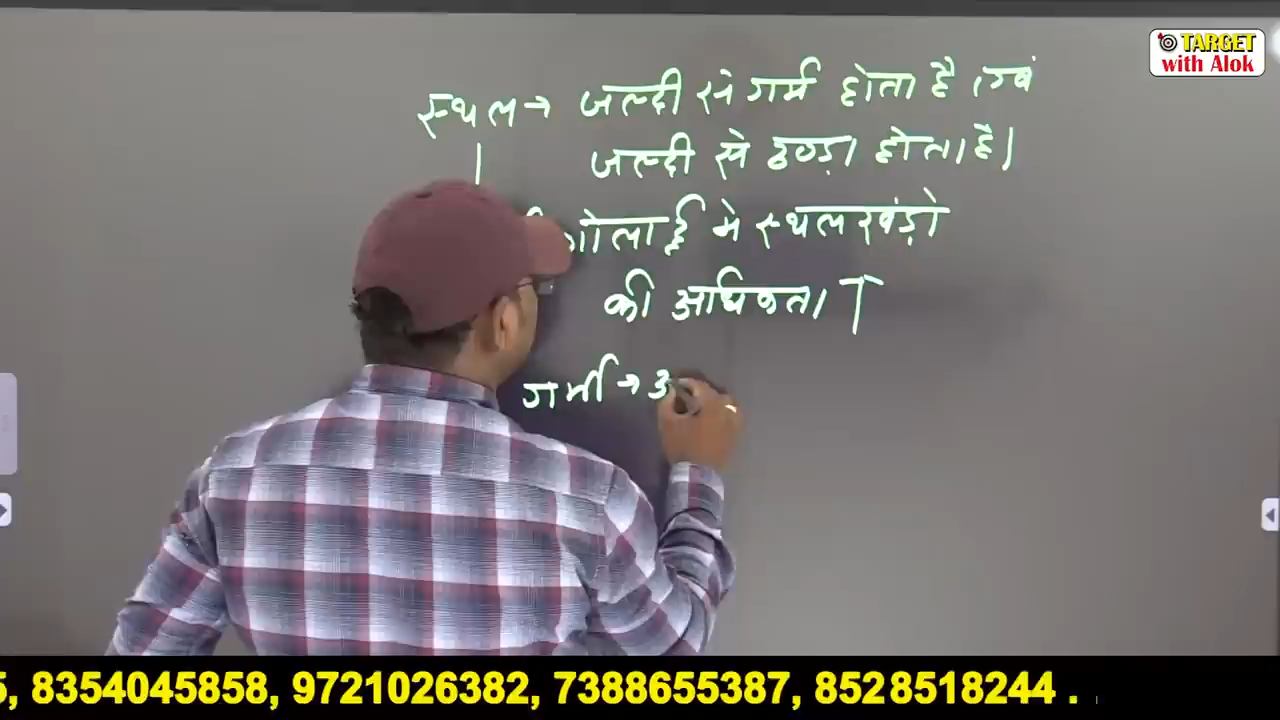 TARGET
with Alok
स्थल → जल्दी से गर्म होता है । एवं
जल्दी से ठण्ड़ा होता है।
गोलार्द्ध मे स्थलखंड़ो
की अधिकता
गर्मी →
8354045858, 9721026382, 7388655387, 8528518244 .